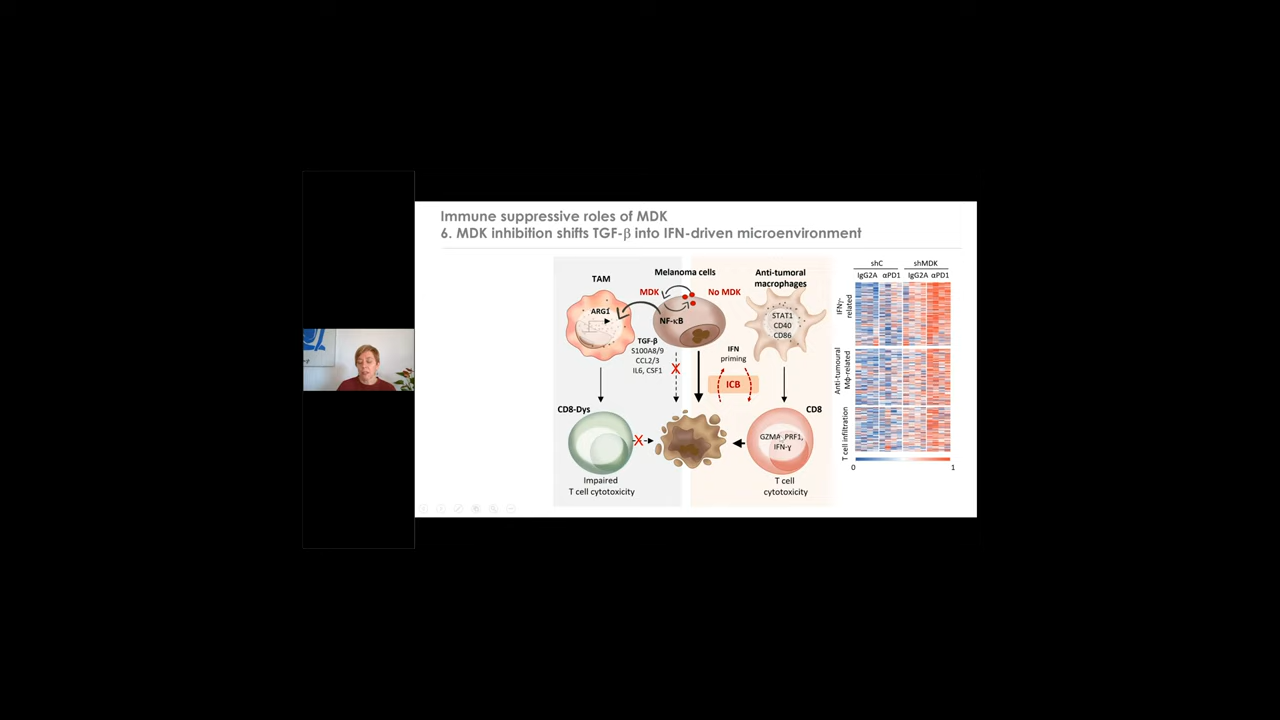 Immune suppressive roles of MDK
6. MDK inhibition shifts TGF-β into IFN-driven microenvironment
TAM
Melanoma cells
Anti-tumoral
macrophages
MDK
No MDK
ARG1
NF-κB
STAT1
CD40
CD86
TGF-β
S100A8/9
CCL2/3
IL6, CSF1
X
IFN
priming
ICB
CD8-Dys
CD8
X
GZMA, PRF1,
IFN-γ
Impaired
T cell cytotoxicity
T cell
cytotoxicity
shC
shMDK
IgG2A αPD1
IgG2A αPD1
IFNγ-
related
Anti-tumoural
Mϕ-related
T cell infiltration
0
1